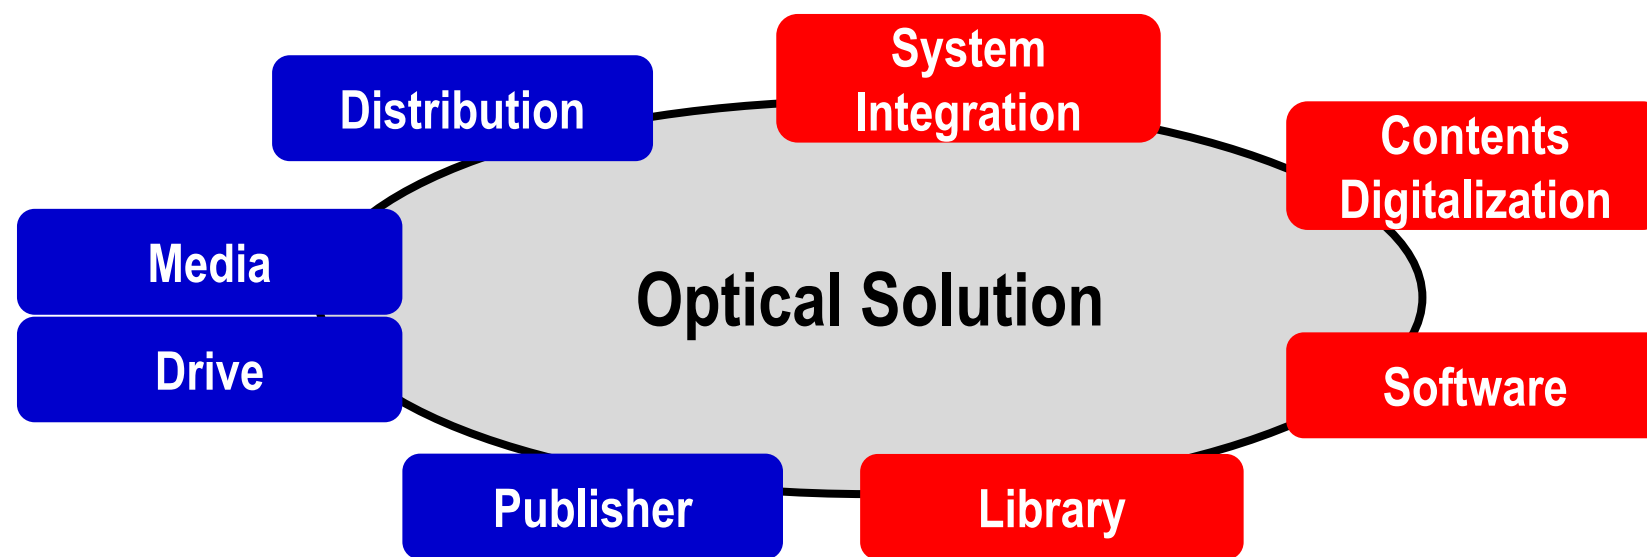 System
Integration
Distribution
Contents
Digitalization
Media
Optical Solution
Drive
Software
Publisher
Library